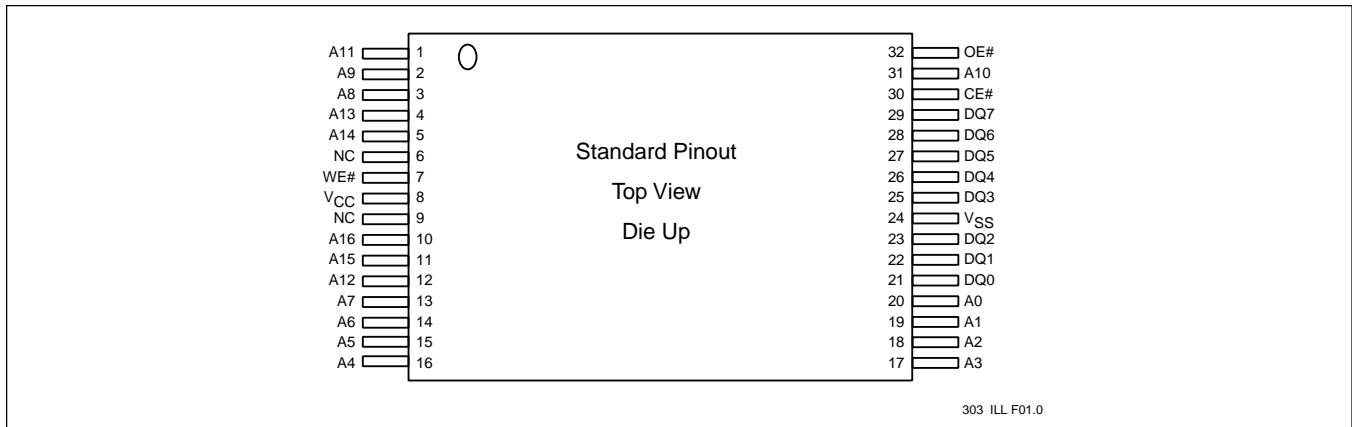 A11 1 32 OE#
A9 2 31 A10
A8 3 30 CE#
A13 4 29 DQ7
A14 5 28 DQ6
NC 6 27 DQ5
WE# 7 26 DQ4
VCC 8 25 DQ3
NC 9 24 VSS
A16 10 23 DQ2
A15 11 22 DQ1
A12 12 21 DQ0
A7 13 20 A0
A6 14 19 A1
A5 15 18 A2
A4 16 17 A3
Standard Pinout
Top View
Die Up
303 ILL F01.0